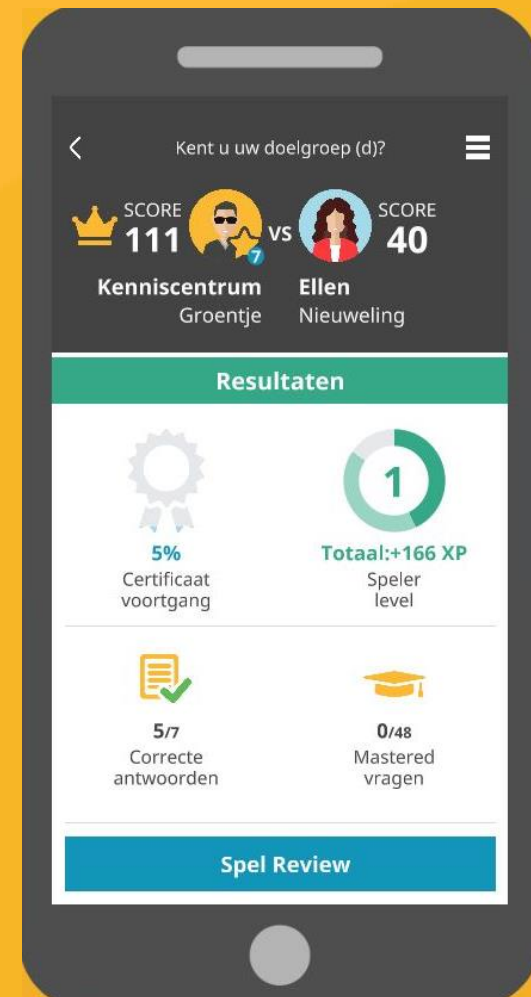 Kent u uw doelgroep (d)?
SCORE
111
7
VS
SCORE
40
Kenniscentrum
Groentje
Ellen
Nieuweling
Resultaten
5%
Certificaat
voortgang
1
Totaal:+166 XP
Speler
level
5/7
Correcte
antwoorden
0/48
Mastered
vragen
Spel Review